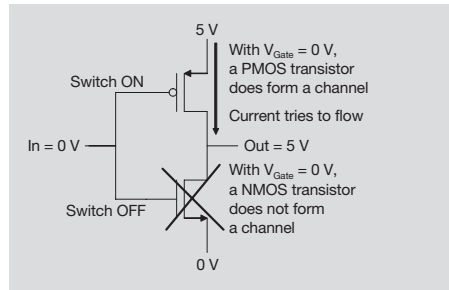 5 V
With V_Gate = 0 V,
a PMOS transistor
does form a channel
Switch ON
Current tries to flow
In = 0 V
Out = 5 V
With V_Gate = 0 V,
a NMOS transistor
does not form
a channel
Switch OFF
0 V